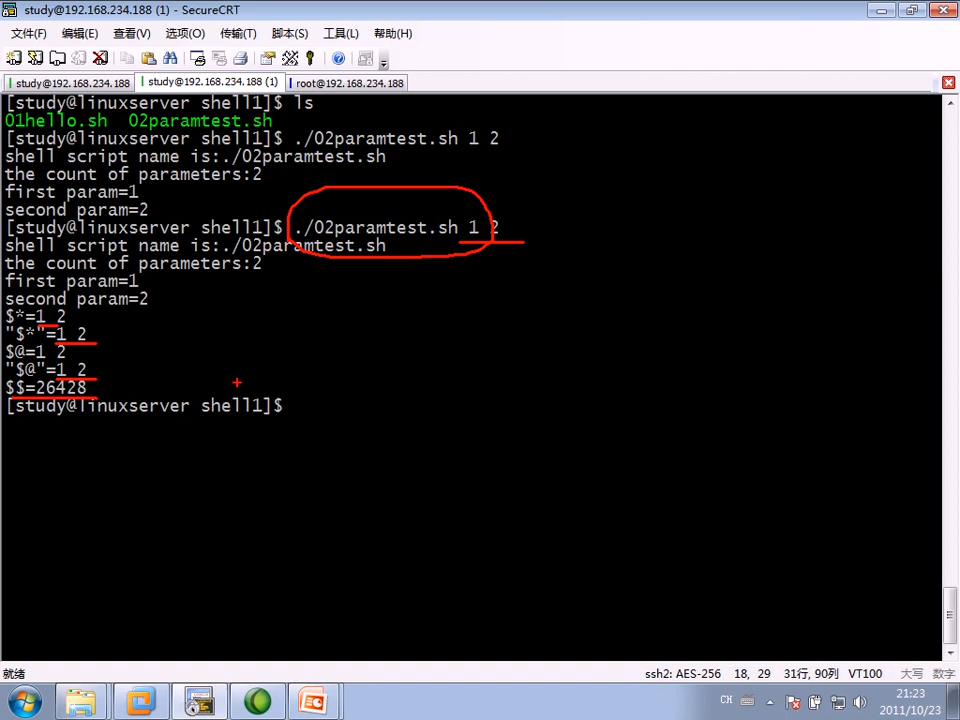 study@192.168.234.188 (1) - SecureCRT
文件(F) 编辑(E) 查看(V) 选项(O) 传输(T) 脚本(S) 工具(L) 帮助(H)
study@192.168.234.188 study@192.168.234.188 (1) root@192.168.234.188
[study@linuxserver shell1]$ ls
01hello.sh  02paramtest.sh
[study@linuxserver shell1]$ ./02paramtest.sh 1 2
shell script name is:./02paramtest.sh
the count of parameters:2
first param=1
second param=2
[study@linuxserver shell1]$ ./02paramtest.sh 1 2
shell script name is:./02paramtest.sh
the count of parameters:2
first param=1
second param=2
$*=1 2
"$*"=1 2
$@=1 2
"$@"=1 2
$$=26428
[study@linuxserver shell1]$
就绪 ssh2: AES-256 18, 29 31行, 90列 VT100 大写 数字
CH 21:23
2011/10/23